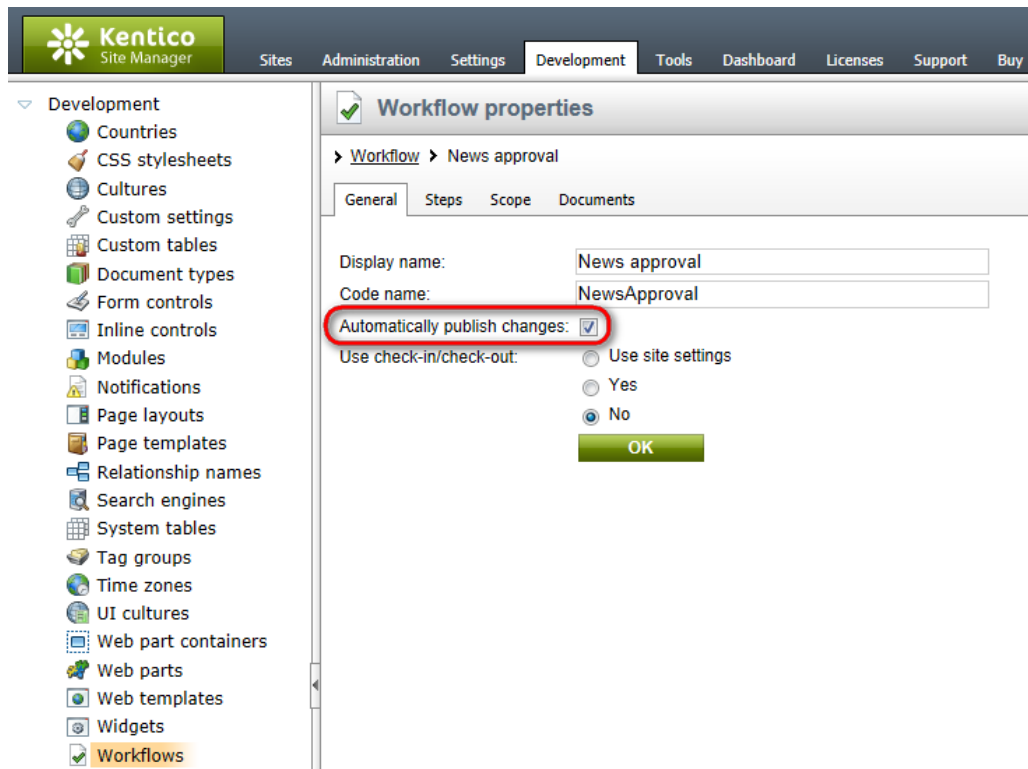 Kentico
Site Manager
Sites Administration Settings Development Tools Dashboard Licenses Support Buy
Development
Countries
CSS stylesheets
Cultures
Custom settings
Custom tables
Document types
Form controls
Inline controls
Modules
Notifications
Page layouts
Page templates
Relationship names
Search engines
System tables
Tag groups
Time zones
UI cultures
Web part containers
Web parts
Web templates
Widgets
Workflows
Workflow properties
Workflow > News approval
General Steps Scope Documents
Display name: News approval
Code name: NewsApproval
Automatically publish changes:
Use check-in/check-out: Use site settings
Yes
No
OK